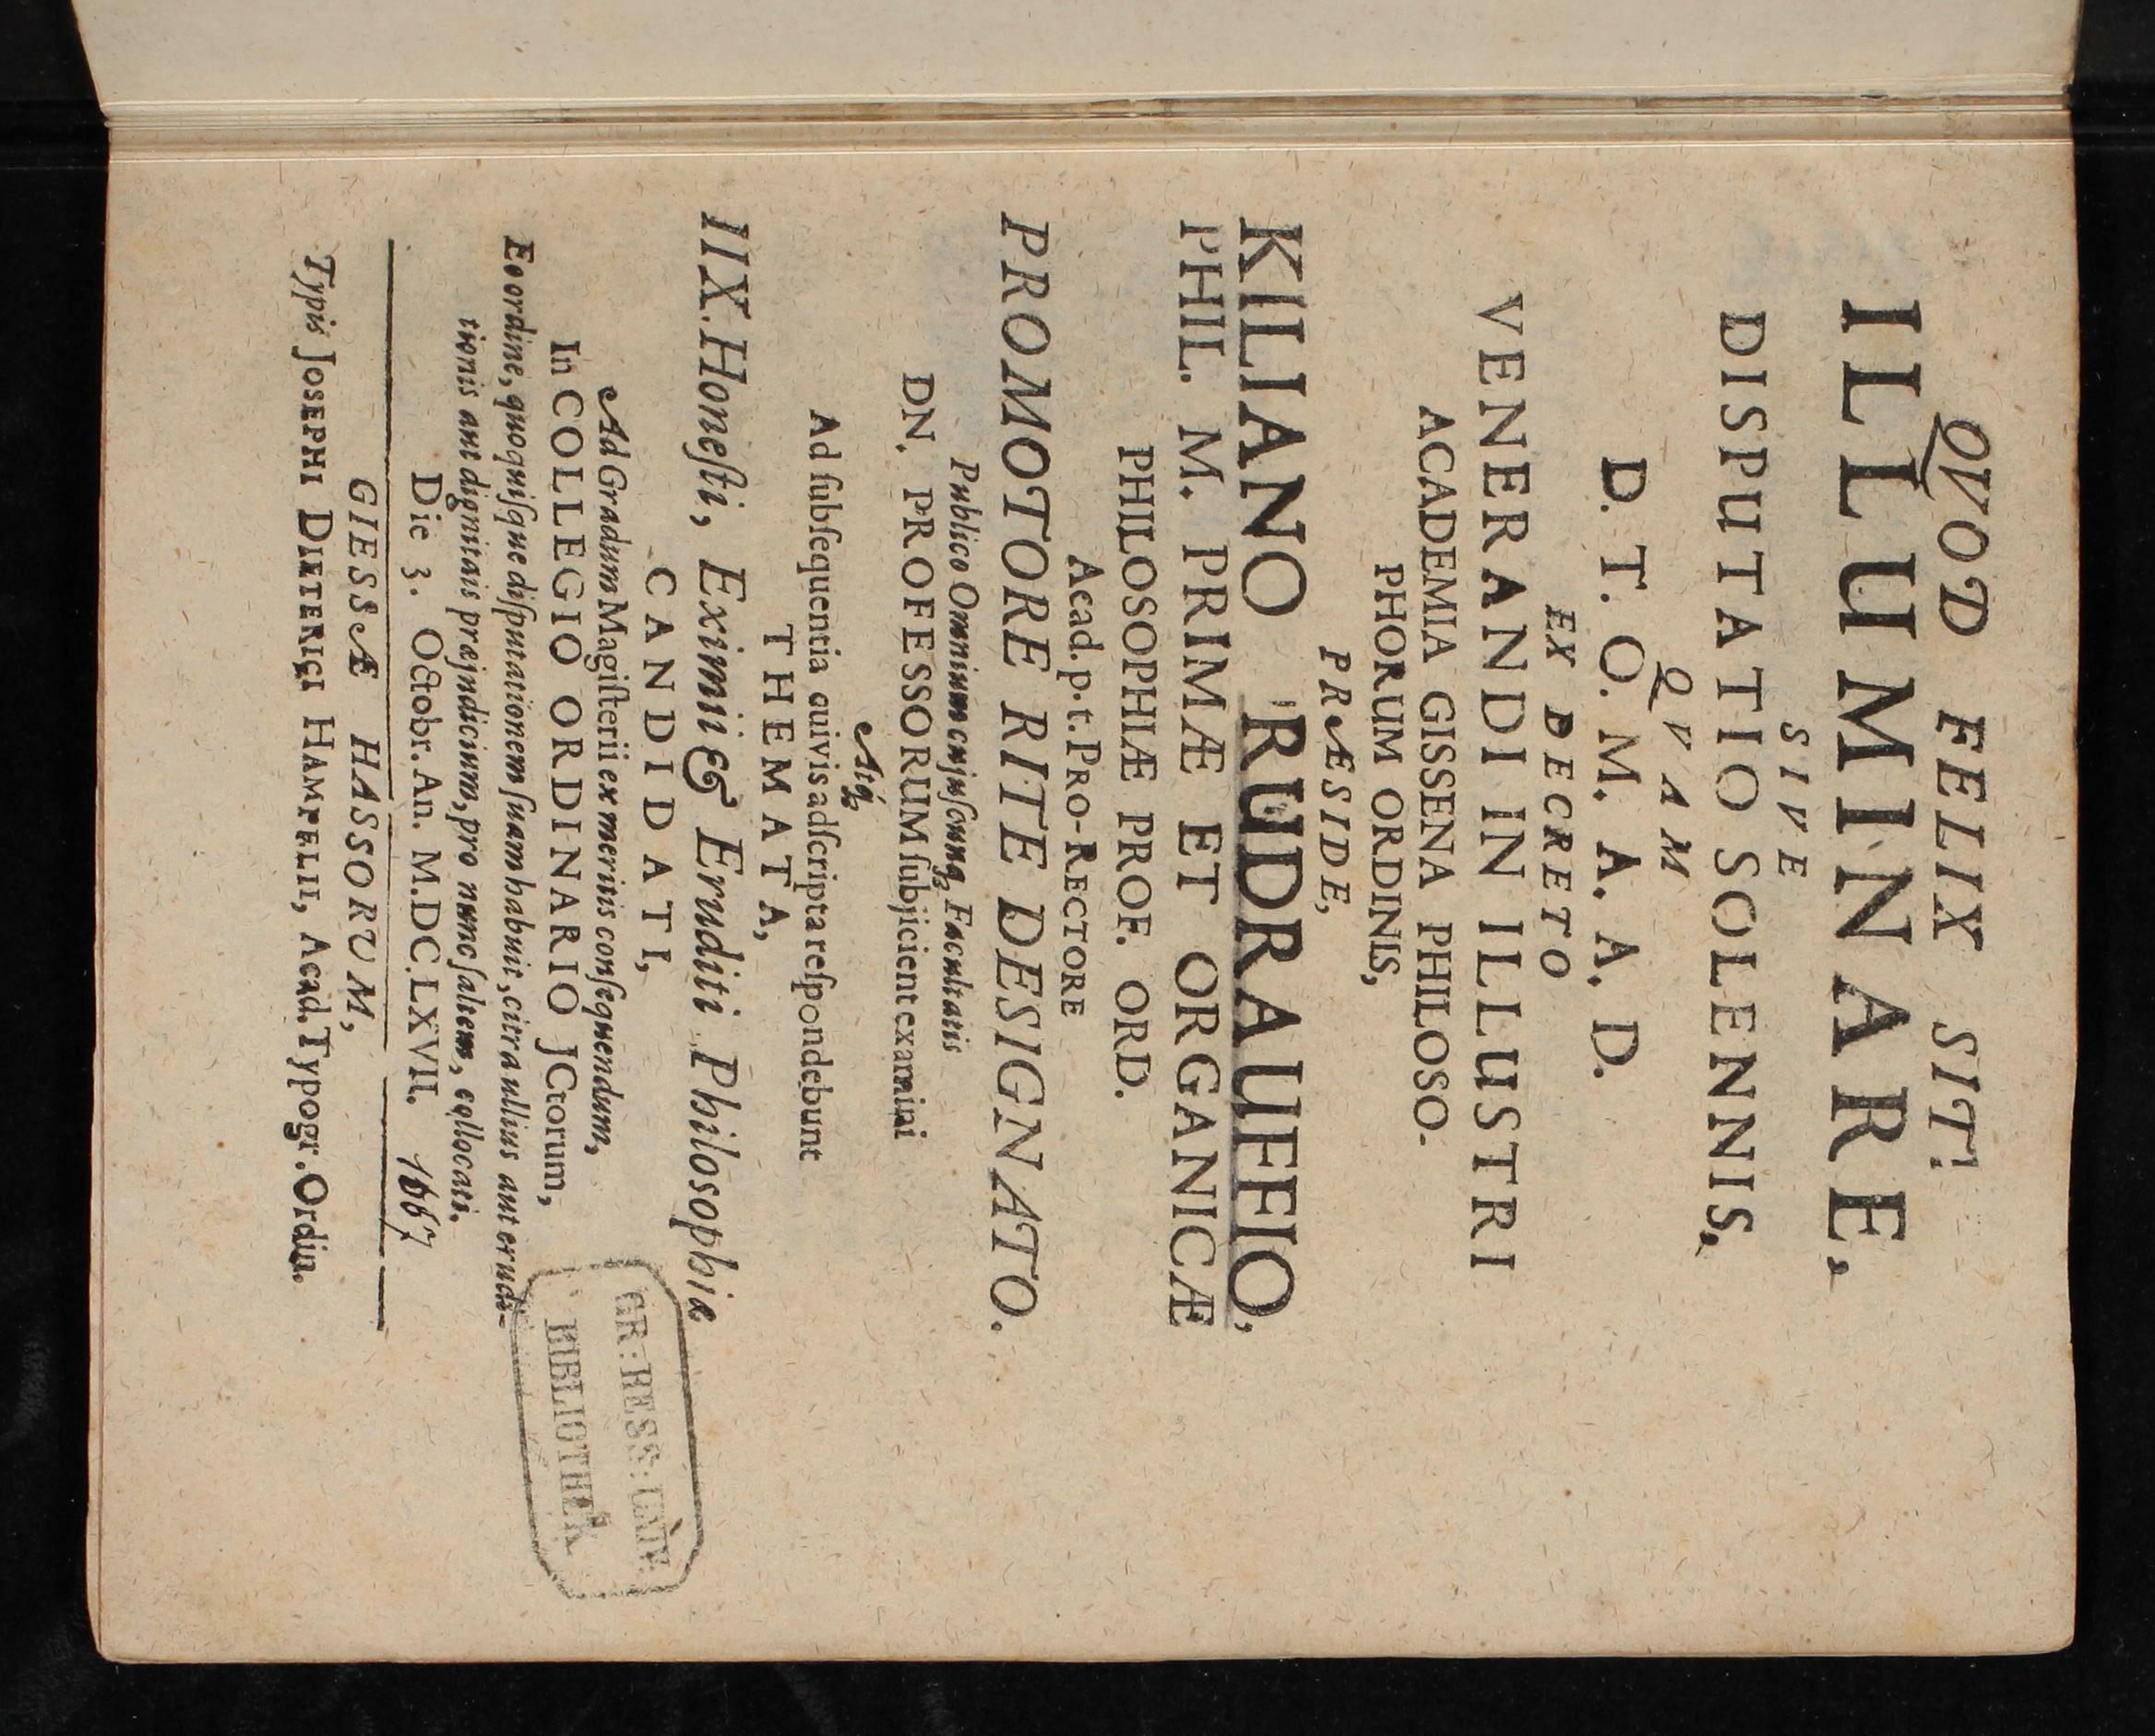 QVOD FELIX SIT!
ILLUMINARE,
SIVE
DISPUTATIO SOLENNIS,
QVAM
D. T. O. M. A. A. D.
EX DECRETO
VENERANDI IN ILLUSTRI
ACADEMIA GISSENA PHILOSO-
PHORUM ORDINIS,
PRÆSIDE,
KILIANO RUDRAUFFIO,
PHIL. M. PRIMÆ ET ORGANICÆ
PHILOSOPHIÆ PROF. ORD.
Acad. p. t. PRO-RECTORE
PROMOTORE RITE DESIGNATO.
Publico Omnium cujuſcunq; Facultatis
DN. PROFESSORUM ſubjicient examini
Atq;
Ad ſubſequentia cuivis adſcripta reſpondebunt
THEMATA,
IIX. Honeſti, Eximii & Eruditi Philosophiæ
CANDIDATI,
Ad Gradum Magiſterii ex meritis conſequendum,
In COLLEGIO ORDINARIO JCtorum,
Eo ordine, quo quiſque diſputationem ſuam habuit, citra ullius aut erudi-
tionis aut dignitais præjudicium, pro numo ſaltem, collocati.
Die 3. Octobr. An. M.DC.LXVII. 1667
GIESSÆ HASSORUM,
Typis JOSEPHI DIETERICI HAMPELII, Acad. Typogr. Ordin.
GR: HESS: UNIV.
BIBLIOTHEK